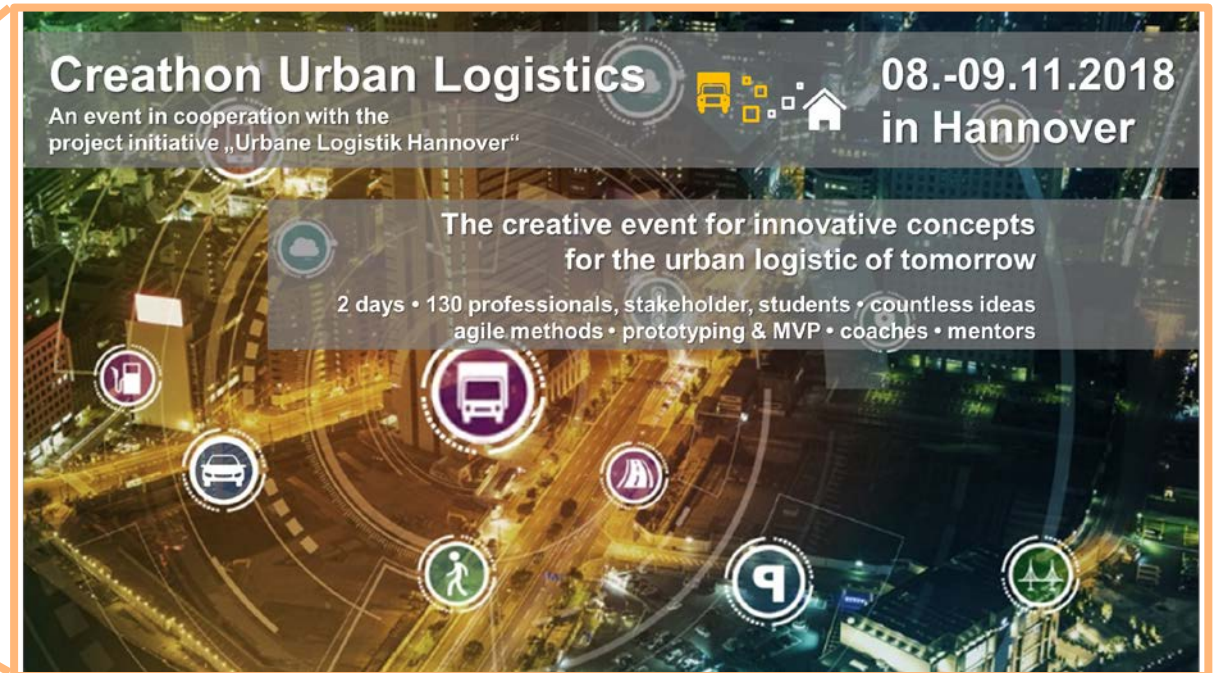 Creathon Urban Logistics
An event in cooperation with the
project initiative „Urbane Logistik Hannover“
08.-09.11.2018
in Hannover
The creative event for innovative concepts
for the urban logistic of tomorrow
2 days • 130 professionals, stakeholder, students • countless ideas
agile methods • prototyping & MVP • coaches • mentors